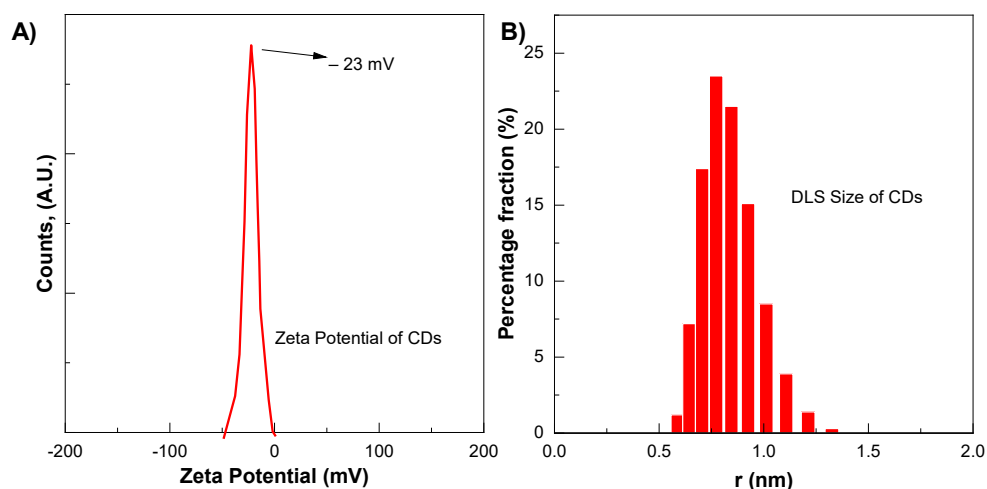 A)
– 23 mV
Counts, (A.U.)
Zeta Potential of CDs
-200
-100
0
100
200
Zeta Potential (mV)
B)
25
20
15
10
5
0
Percentage fraction (%)
DLS Size of CDs
0.0
0.5
1.0
1.5
2.0
r (nm)